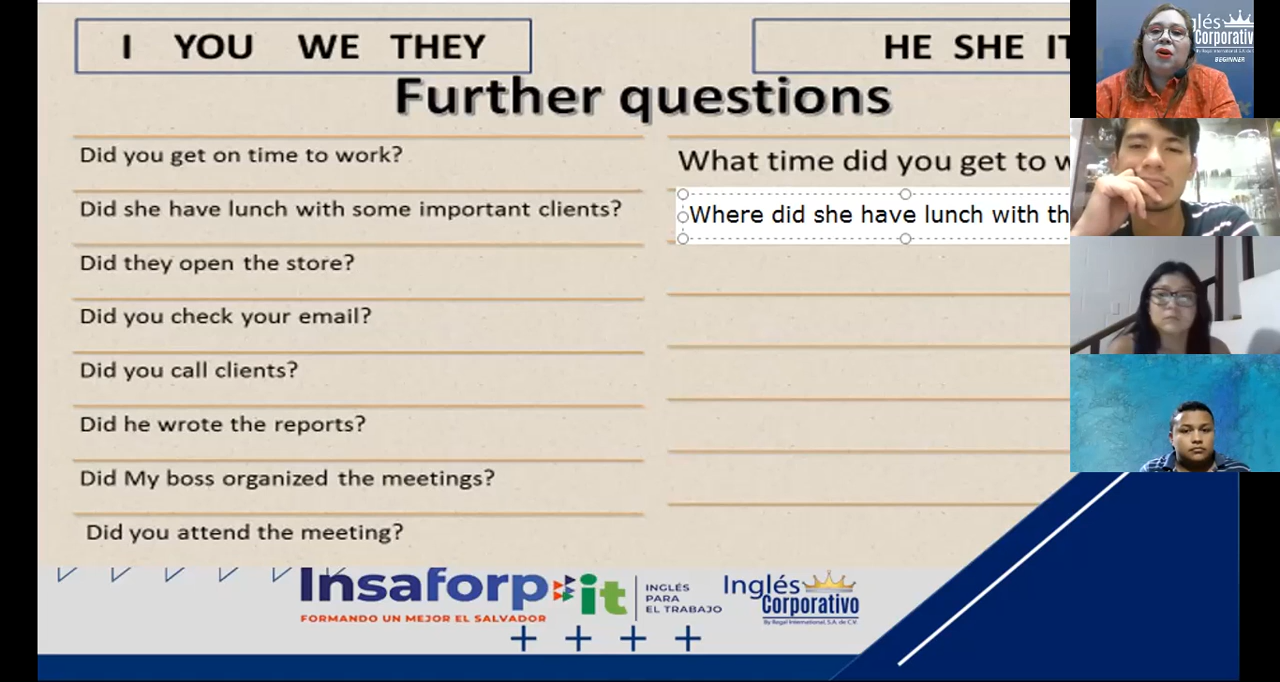 I YOU WE THEY
HE SHE IT
Further questions
Did you get on time to work?
What time did you get to w
Did she have lunch with some important clients?
Where did she have lunch with th
Did they open the store?
Did you check your email?
Did you call clients?
Did he wrote the reports?
Did My boss organized the meetings?
Did you attend the meeting?
Insaforp it
FORMANDO UN MEJOR EL SALVADOR
INGLÉS
PARA
EL TRABAJO
Inglés
Corporativo
By Regal International, S.A. de C.V.
glés
Corporativ
BEGINNER